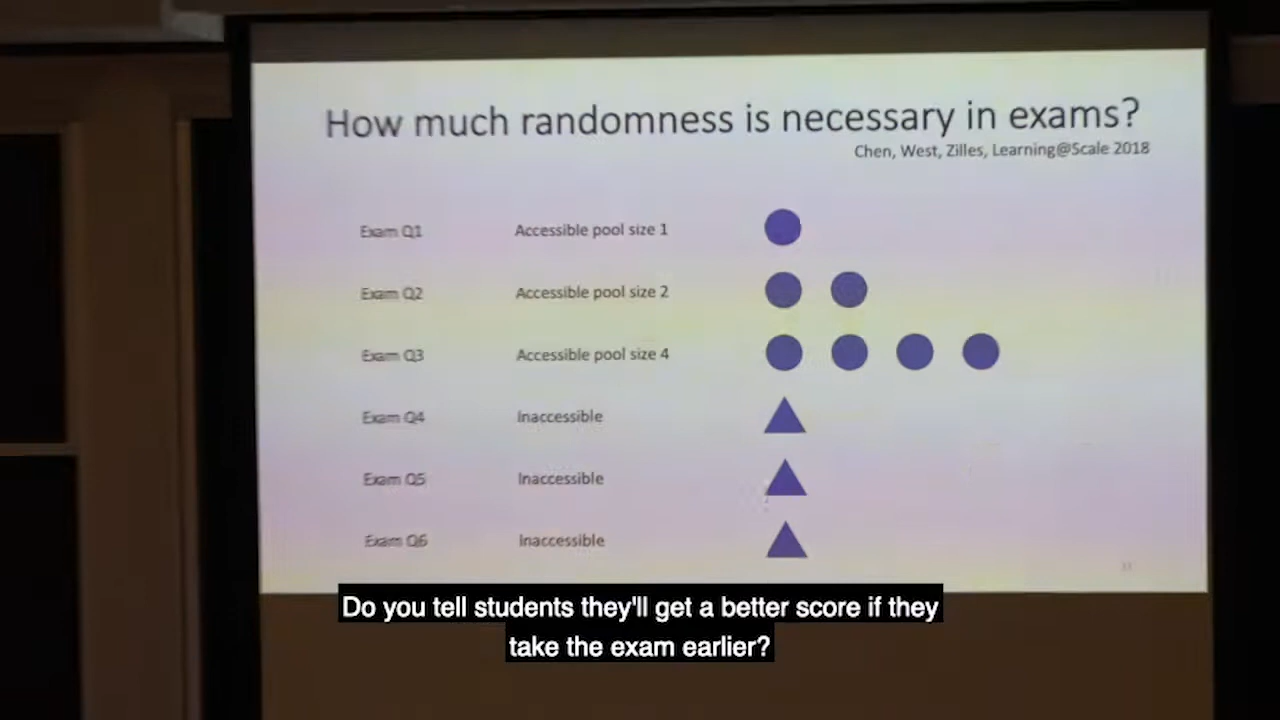 How much randomness is necessary in exams?
Chen, West, Zilles, Learning@Scale 2018
Exam Q1 Accessible pool size 1
Exam Q2 Accessible pool size 2
Exam Q3 Accessible pool size 4
Exam Q4 Inaccessible
Exam Q5 Inaccessible
Exam Q6 Inaccessible
Do you tell students they'll get a better score if they
take the exam earlier?